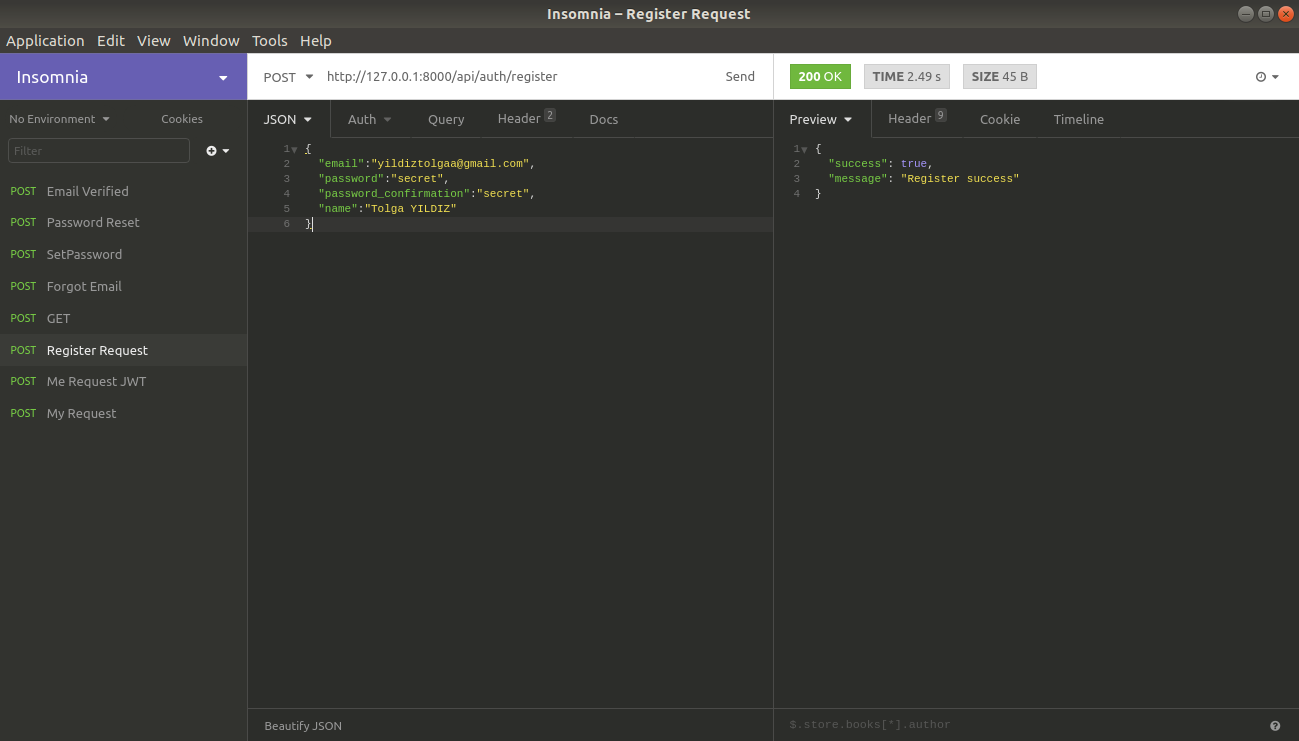 Insomnia – Register Request
Application Edit View Window Tools Help
Insomnia
POST http://127.0.0.1:8000/api/auth/register Send
200 OK TIME 2.49 s SIZE 45 B
No Environment Cookies
JSON Auth Query Header 2 Docs
Preview Header 9 Cookie Timeline
Filter
POST Email Verified
POST Password Reset
POST SetPassword
POST Forgot Email
POST GET
POST Register Request
POST Me Request JWT
POST My Request
1 {
2 "email":"yildiztolgaa@gmail.com",
3 "password":"secret",
4 "password_confirmation":"secret",
5 "name":"Tolga YILDIZ"
6 }
1 {
2 "success": true,
3 "message": "Register success"
4 }
Beautify JSON
$.store.books[*].author